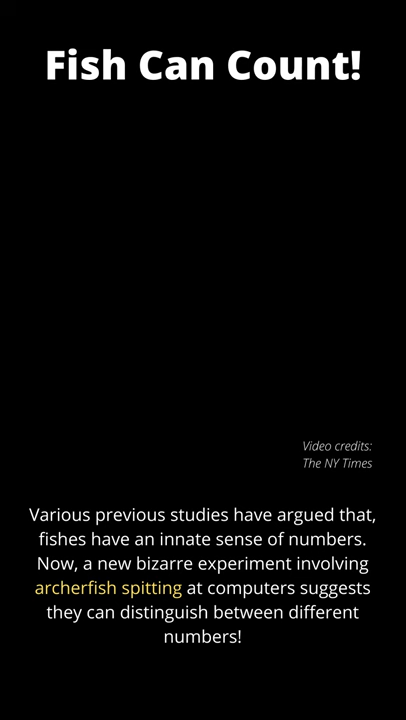 Fish Can Count!
Video credits:
The NY Times
Various previous studies have argued that,
fishes have an innate sense of numbers.
Now, a new bizarre experiment involving
archerfish spitting at computers suggests
they can distinguish between different
numbers!